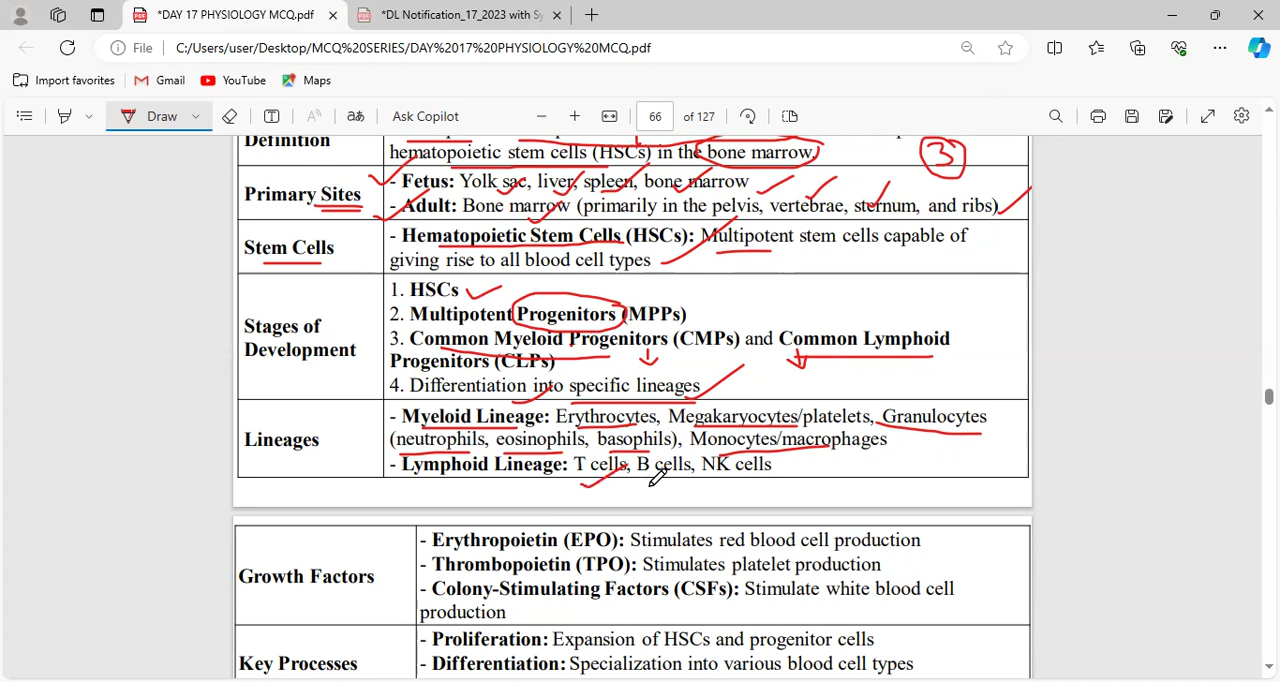 *DAY 17 PHYSIOLOGY MCQ.pdf
*DL Notification_17_2023 with Sy
File C:/Users/user/Desktop/MCQ%20SERIES/DAY%2017%20PHYSIOLOGY%20MCQ.pdf
Import favorites Gmail YouTube Maps
Draw Ask Copilot 66 of 127
Definition
hematopoietic stem cells (HSCs) in the bone marrow. 3
Primary Sites
- Fetus: Yolk sac, liver, spleen, bone marrow
- Adult: Bone marrow (primarily in the pelvis, vertebrae, sternum, and ribs)
Stem Cells
- Hematopoietic Stem Cells (HSCs): Multipotent stem cells capable of
giving rise to all blood cell types
Stages of
Development
1. HSCs
2. Multipotent Progenitors (MPPs)
3. Common Myeloid Progenitors (CMPs) and Common Lymphoid
Progenitors (CLPs)
4. Differentiation into specific lineages
Lineages
- Myeloid Lineage: Erythrocytes, Megakaryocytes/platelets, Granulocytes
(neutrophils, eosinophils, basophils), Monocytes/macrophages
- Lymphoid Lineage: T cells, B cells, NK cells
Growth Factors
- Erythropoietin (EPO): Stimulates red blood cell production
- Thrombopoietin (TPO): Stimulates platelet production
- Colony-Stimulating Factors (CSFs): Stimulate white blood cell
production
Key Processes
- Proliferation: Expansion of HSCs and progenitor cells
- Differentiation: Specialization into various blood cell types